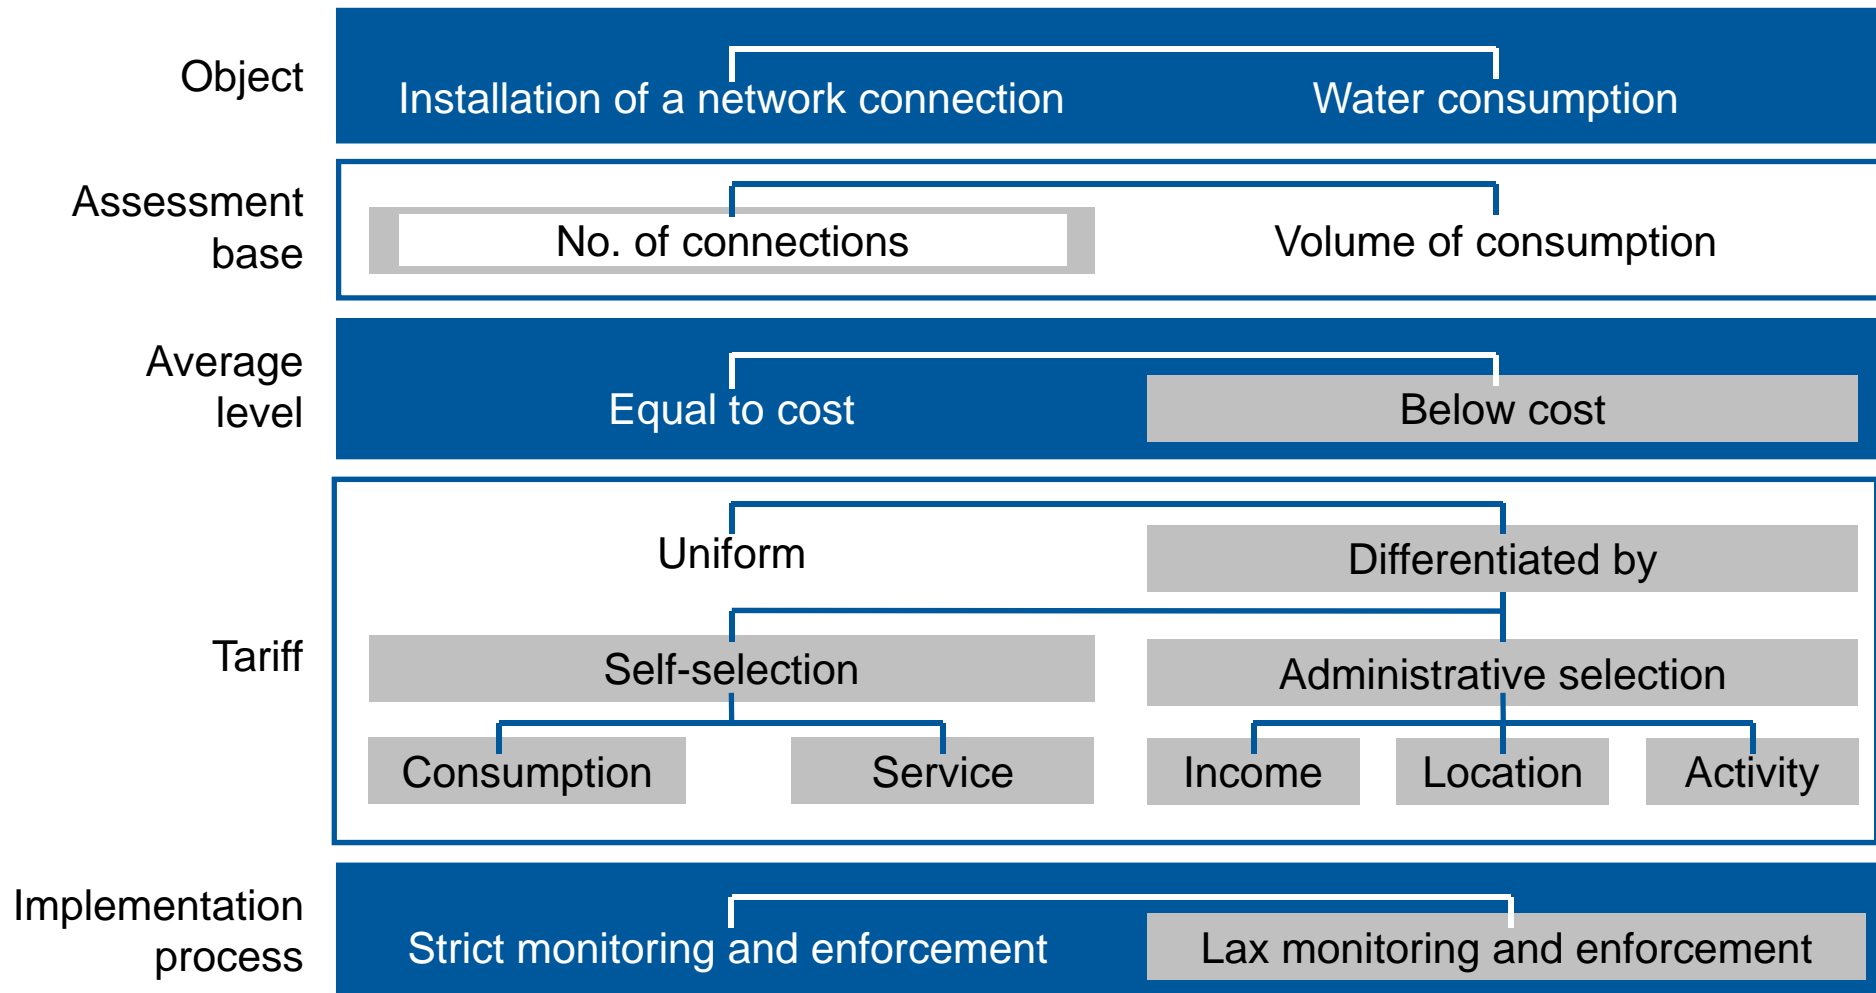 Object
Installation of a network connection
Water consumption
Assessment
base
No. of connections
Volume of consumption
Average
level
Equal to cost
Below cost
Tariff
Uniform
Differentiated by
Self-selection
Administrative selection
Consumption
Service
Income
Location
Activity
Implementation
process
Strict monitoring and enforcement
Lax monitoring and enforcement